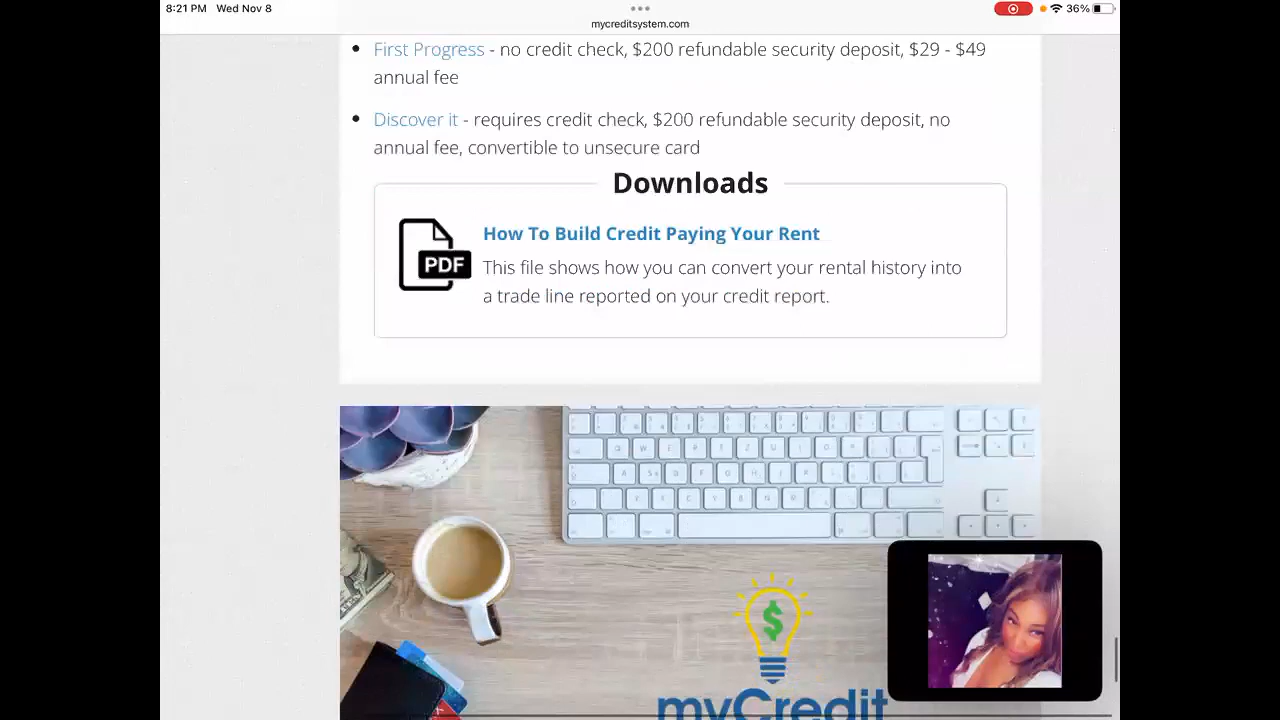 8:21 PM Wed Nov 8
36%
mycreditsystem.com
First Progress - no credit check, $200 refundable security deposit, $29 - $49
annual fee
Discover it - requires credit check, $200 refundable security deposit, no
annual fee, convertible to unsecure card
Downloads
PDF
How To Build Credit Paying Your Rent
This file shows how you can convert your rental history into
a trade line reported on your credit report.
$
myCredit